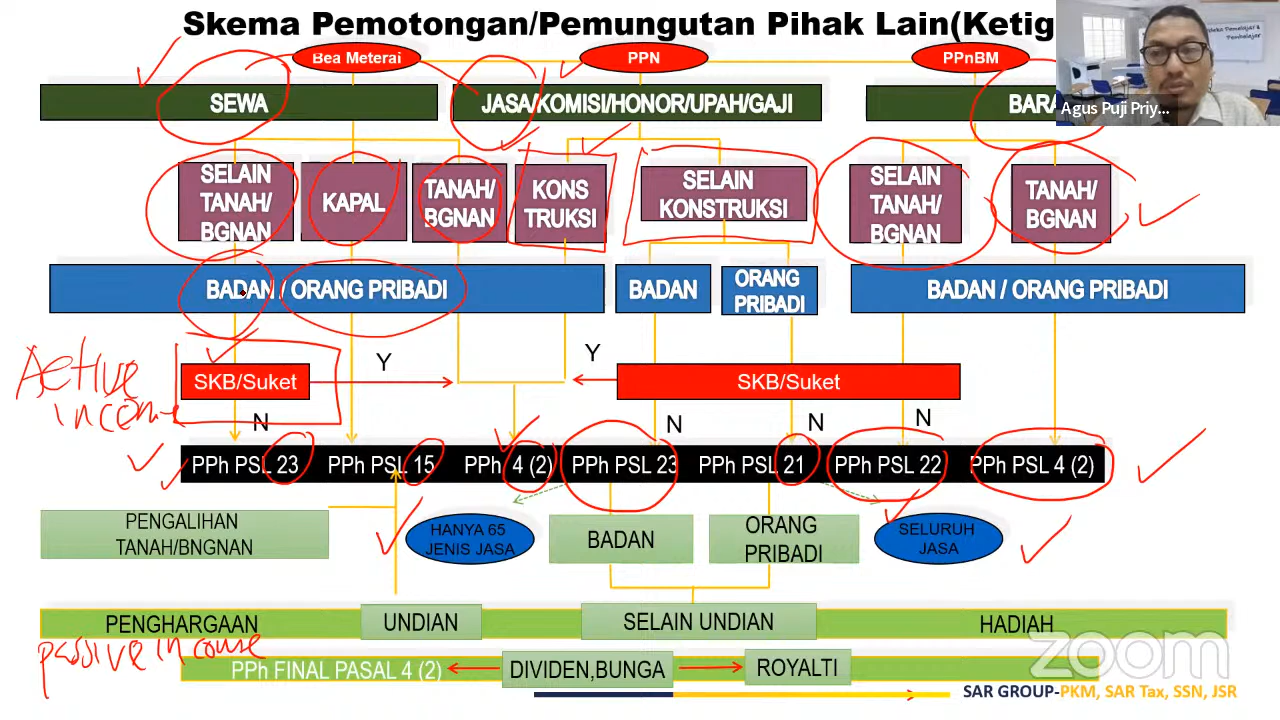 Skema Pemotongan/Pemungutan Pihak Lain(Ketig
Bea Meterai
PPN
PPnBM
SEWA
JASA/KOMISI/HONOR/UPAH/GAJI
BARA
Agus Puji Priy...
SELAIN
TANAH/
BGNAN
KAPAL
TANAH/
BGNAN
KONS
TRUKSI
SELAIN
KONSTRUKSI
SELAIN
TANAH/
BGNAN
TANAH/
BGNAN
BADAN / ORANG PRIBADI
BADAN
ORANG
PRIBADI
BADAN / ORANG PRIBADI
Active
income
SKB/Suket
Y
Y
SKB/Suket
N
N
N
N
PPh PSL 23
PPh PSL 15
PPh 4 (2)
PPh PSL 23
PPh PSL 21
PPh PSL 22
PPh PSL 4 (2)
PENGALIHAN
TANAH/BNGNAN
HANYA 65
JENIS JASA
BADAN
ORANG
PRIBADI
SELURUH
JASA
PENGHARGAAN
UNDIAN
SELAIN UNDIAN
HADIAH
passive income
PPh FINAL PASAL 4 (2)
DIVIDEN,BUNGA
ROYALTI
zoom
SAR GROUP-PKM, SAR Tax, SSN, JSR